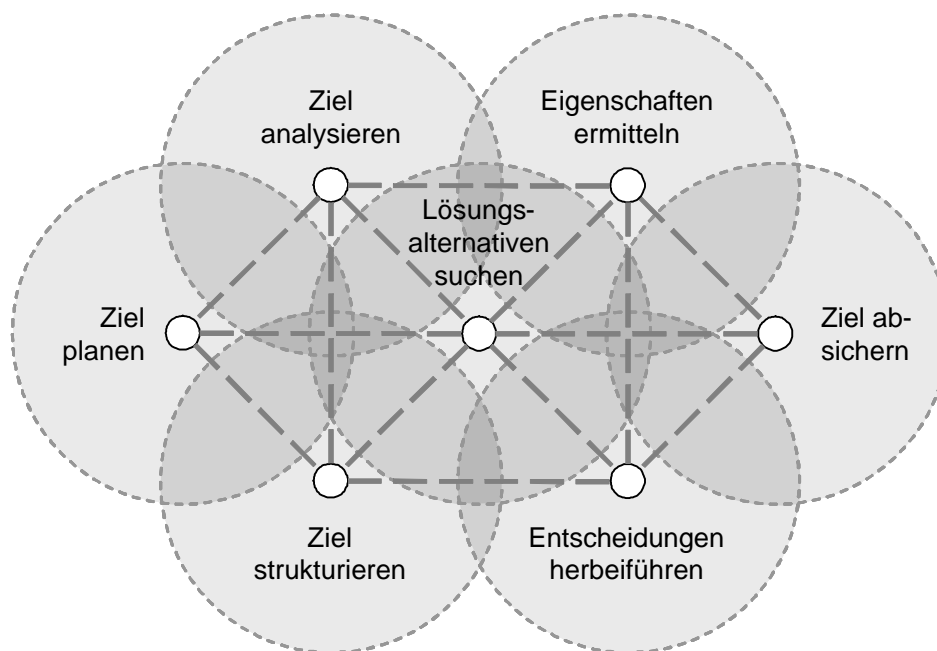 Ziel
analysieren
Eigenschaften
ermitteln
Lösungs-
alternativen
suchen
Ziel
planen
Ziel ab-
sichern
Ziel
strukturieren
Entscheidungen
herbeiführen